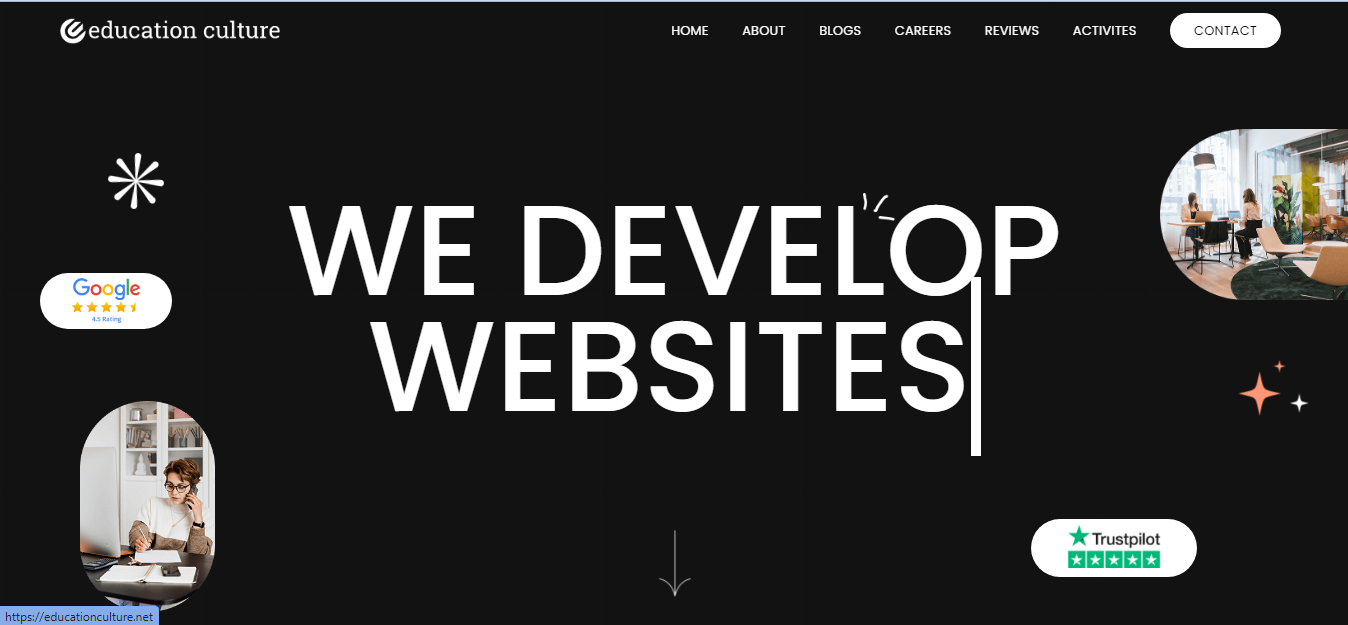 education culture
HOME ABOUT BLOGS CAREERS REVIEWS ACTIVITES CONTACT
WE DEVELOP
WEBSITES
Google
4.5 Rating
Trustpilot
https://educationculture.net